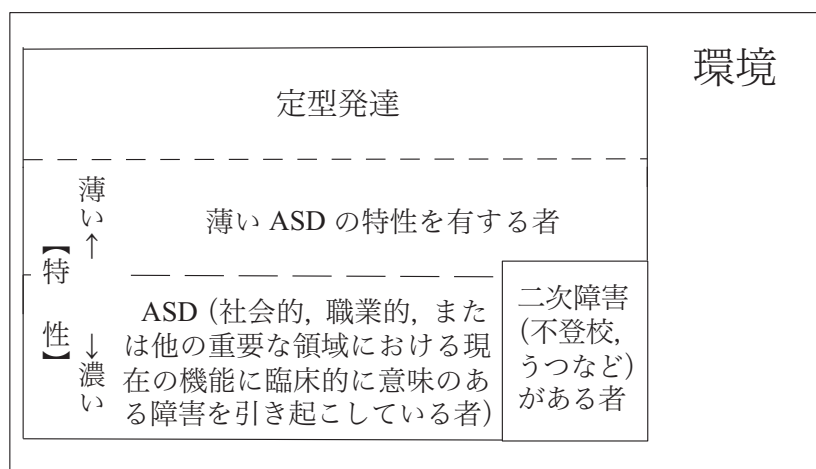 環境
定型発達
薄い ASD の特性を有する者
薄い↑
【特 性】
↓濃い
ASD (社会的, 職業的, また
は他の重要な領域における現
在の機能に臨床的に意味のあ
る障害を引き起こしている者)
二次障害
(不登校,
うつなど)
がある者